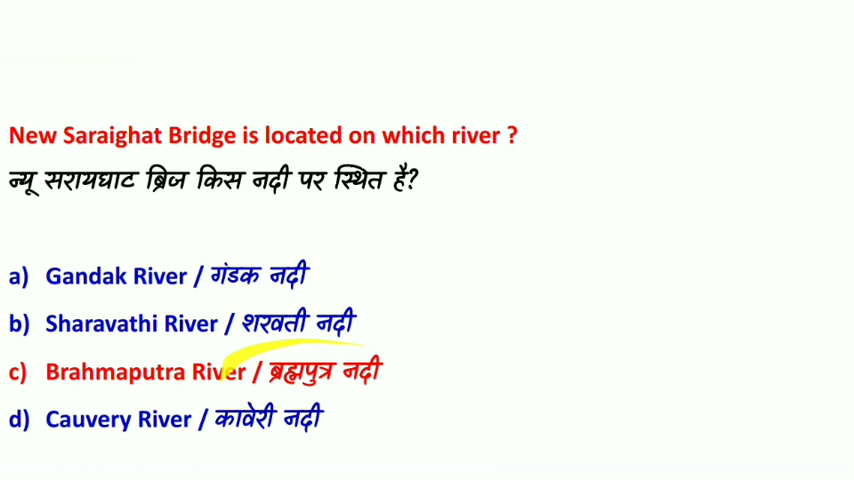 New Saraighat Bridge is located on which river ?
न्यू सरायघाट ब्रिज किस नदी पर स्थित है?
a) Gandak River / गंडक नदी
b) Sharavathi River / शरवती नदी
c) Brahmaputra River / ब्रह्मपुत्र नदी
d) Cauvery River / कावेरी नदी